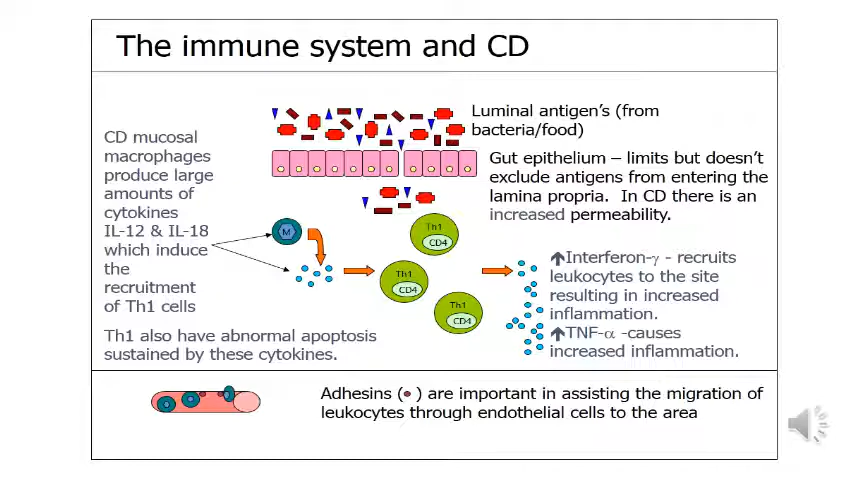 The immune system and CD
Luminal antigen's (from
bacteria/food)
CD mucosal
macrophages
produce large
amounts of
cytokines
IL-12 & IL-18
which induce
the
recruitment
of Th1 cells
Gut epithelium – limits but doesn't
exclude antigens from entering the
lamina propria. In CD there is an
increased permeability.
M
Th1
CD4
Th1
CD4
Th1
CD4
Interferon-γ - recruits
leukocytes to the site
resulting in increased
inflammation.
TNF-α -causes
increased inflammation.
Th1 also have abnormal apoptosis
sustained by these cytokines.
Adhesins ( ) are important in assisting the migration of
leukocytes through endothelial cells to the area